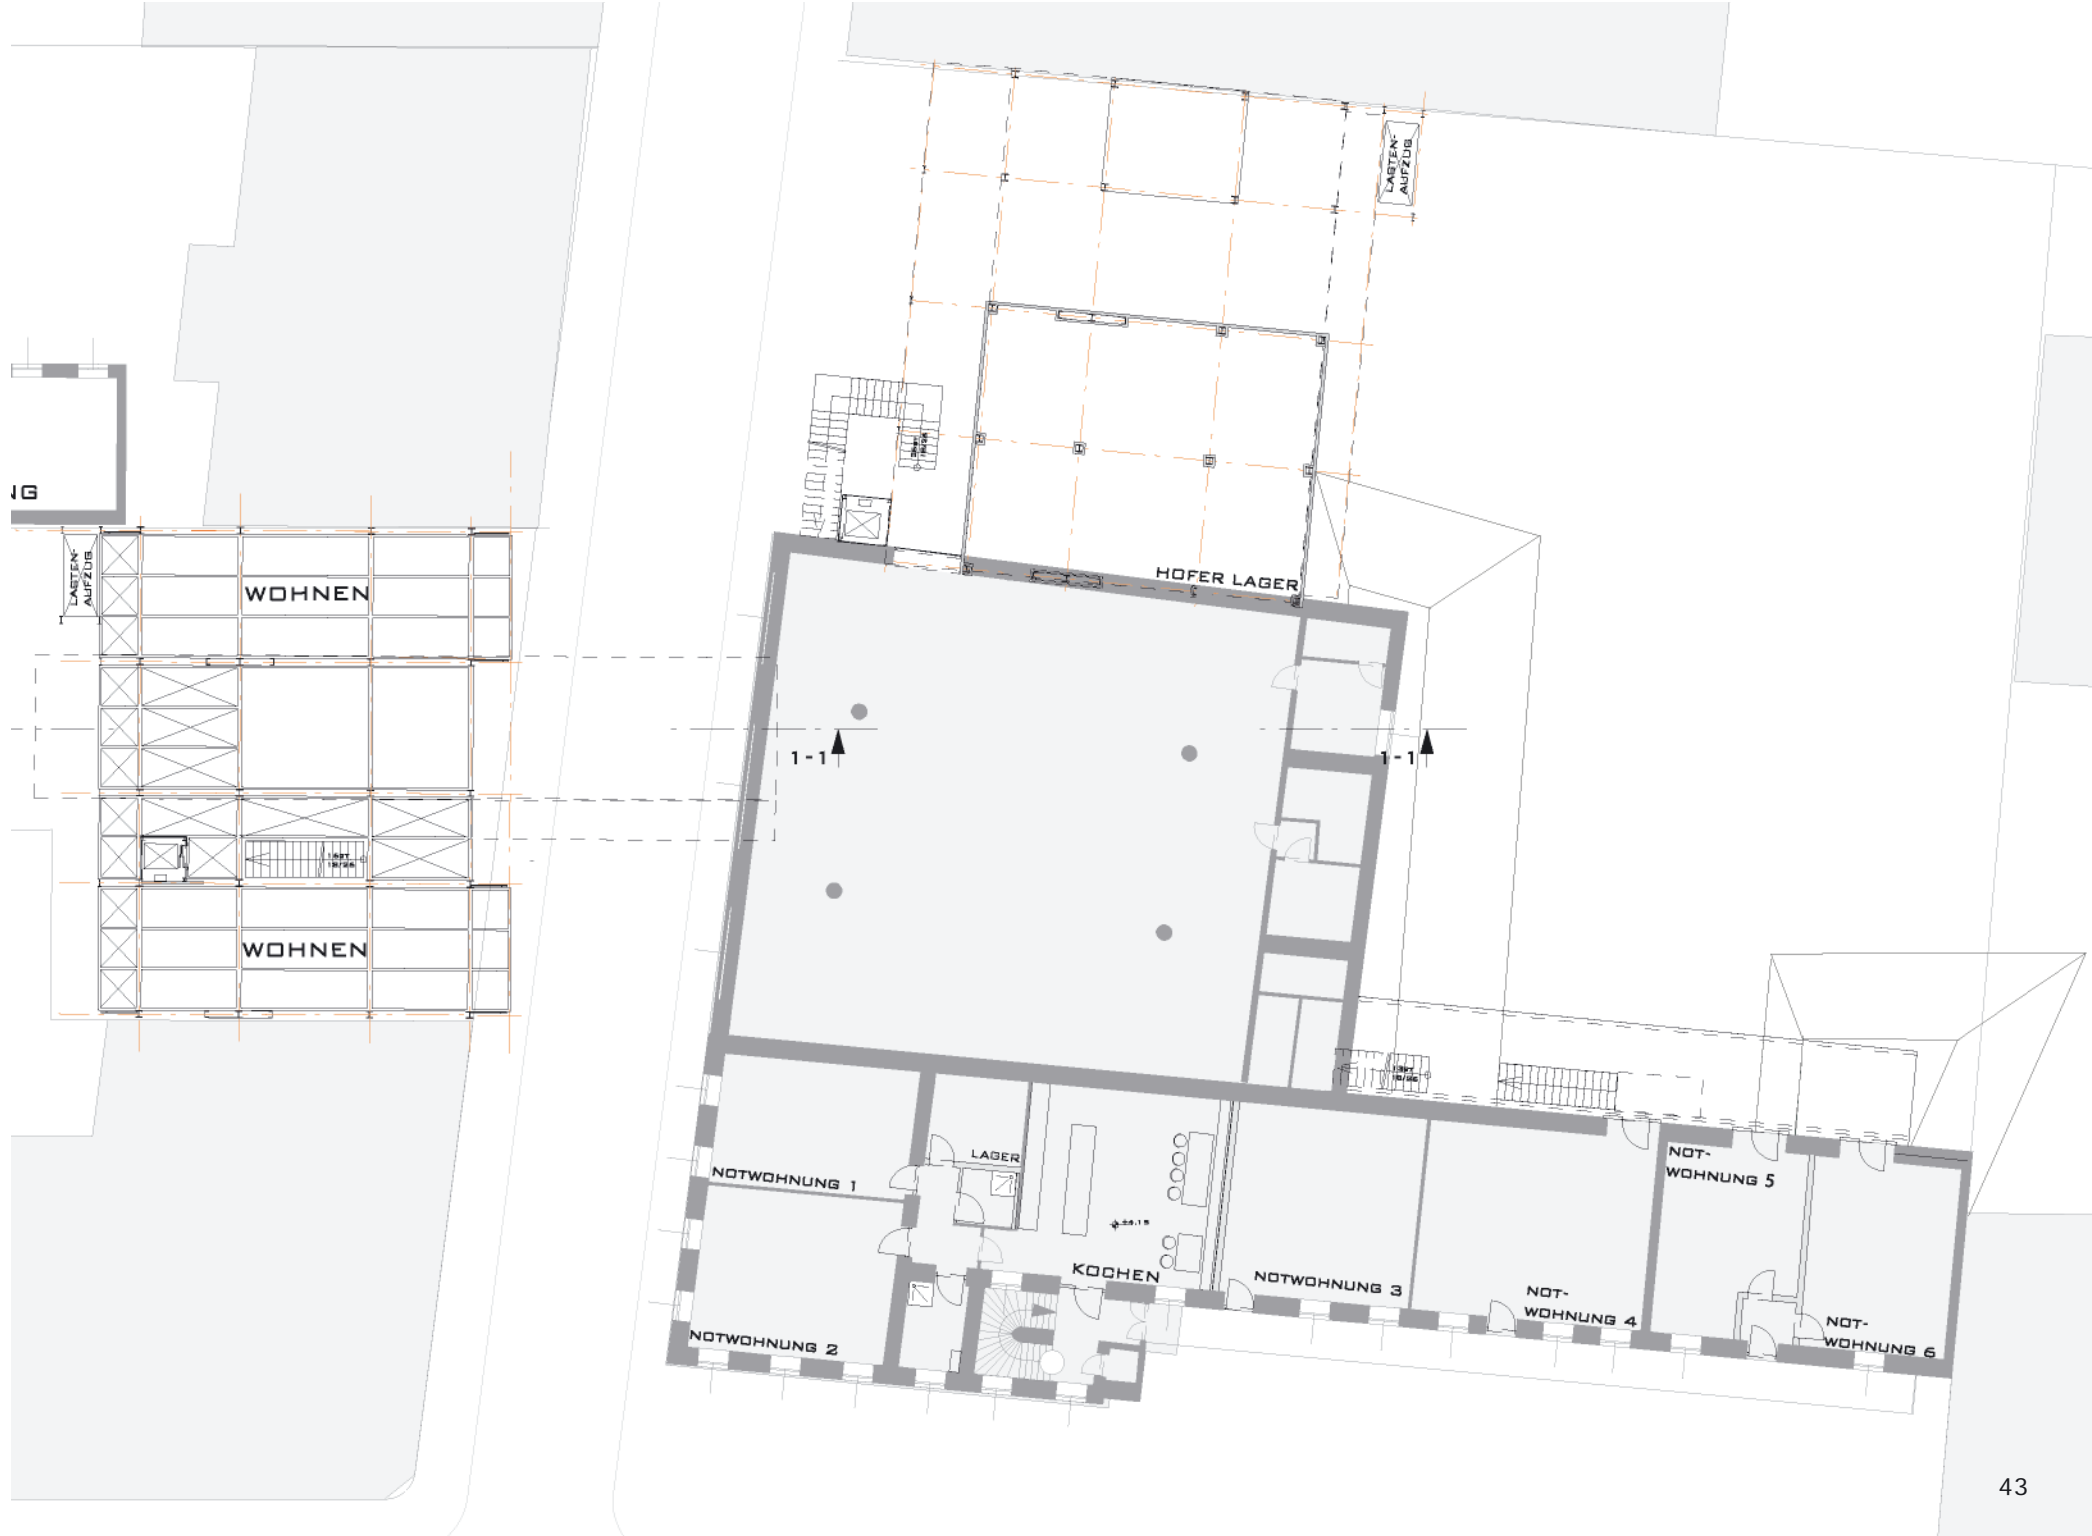 LASTEN-
AUFZUG
NG
LASTEN-
AUFZUG
WOHNEN
HOFER LAGER
1-1
1-1
WOHNEN
LAGER
NOTWOHNUNG 1
KOCHEN
NOTWOHNUNG 2
NOTWOHNUNG 3
NOT-
WOHNUNG 4
NOT-
WOHNUNG 5
NOT-
WOHNUNG 6
43